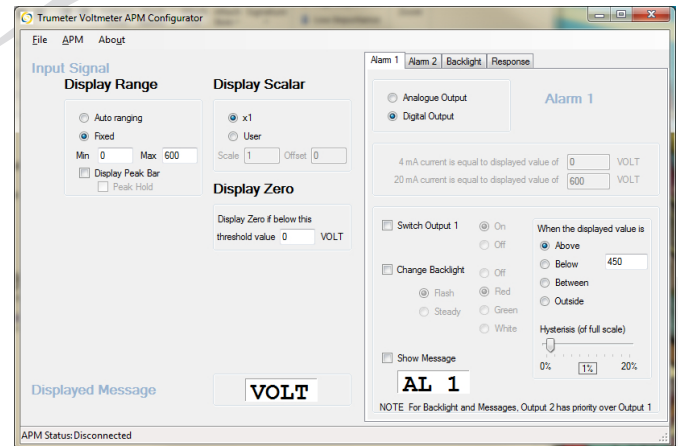 Trumeter Voltmeter APM Configurator
File APM About
Input Signal
Display Range
Auto ranging
Fixed
Min 0 Max 600
Display Peak Bar
Peak Hold
Display Scalar
x1
User
Scale 1 Offset 0
Display Zero
Display Zero if below this
threshold value 0 VOLT
Displayed Message
VOLT
Alarm 1 Alarm 2 Backlight Response
Analogue Output
Digital Output
Alarm 1
4 mA current is equal to displayed value of 0 VOLT
20 mA current is equal to displayed value of 600 VOLT
Switch Output 1
On
Off
Change Backlight
Flash
Steady
Off
Red
Green
White
Show Message
AL 1
When the displayed value is
Above
Below
450
Between
Outside
Hysterisis (of full scale)
0% 1% 20%
NOTE For Backlight and Messages, Output 2 has priority over Output 1
APM Status: Disconnected